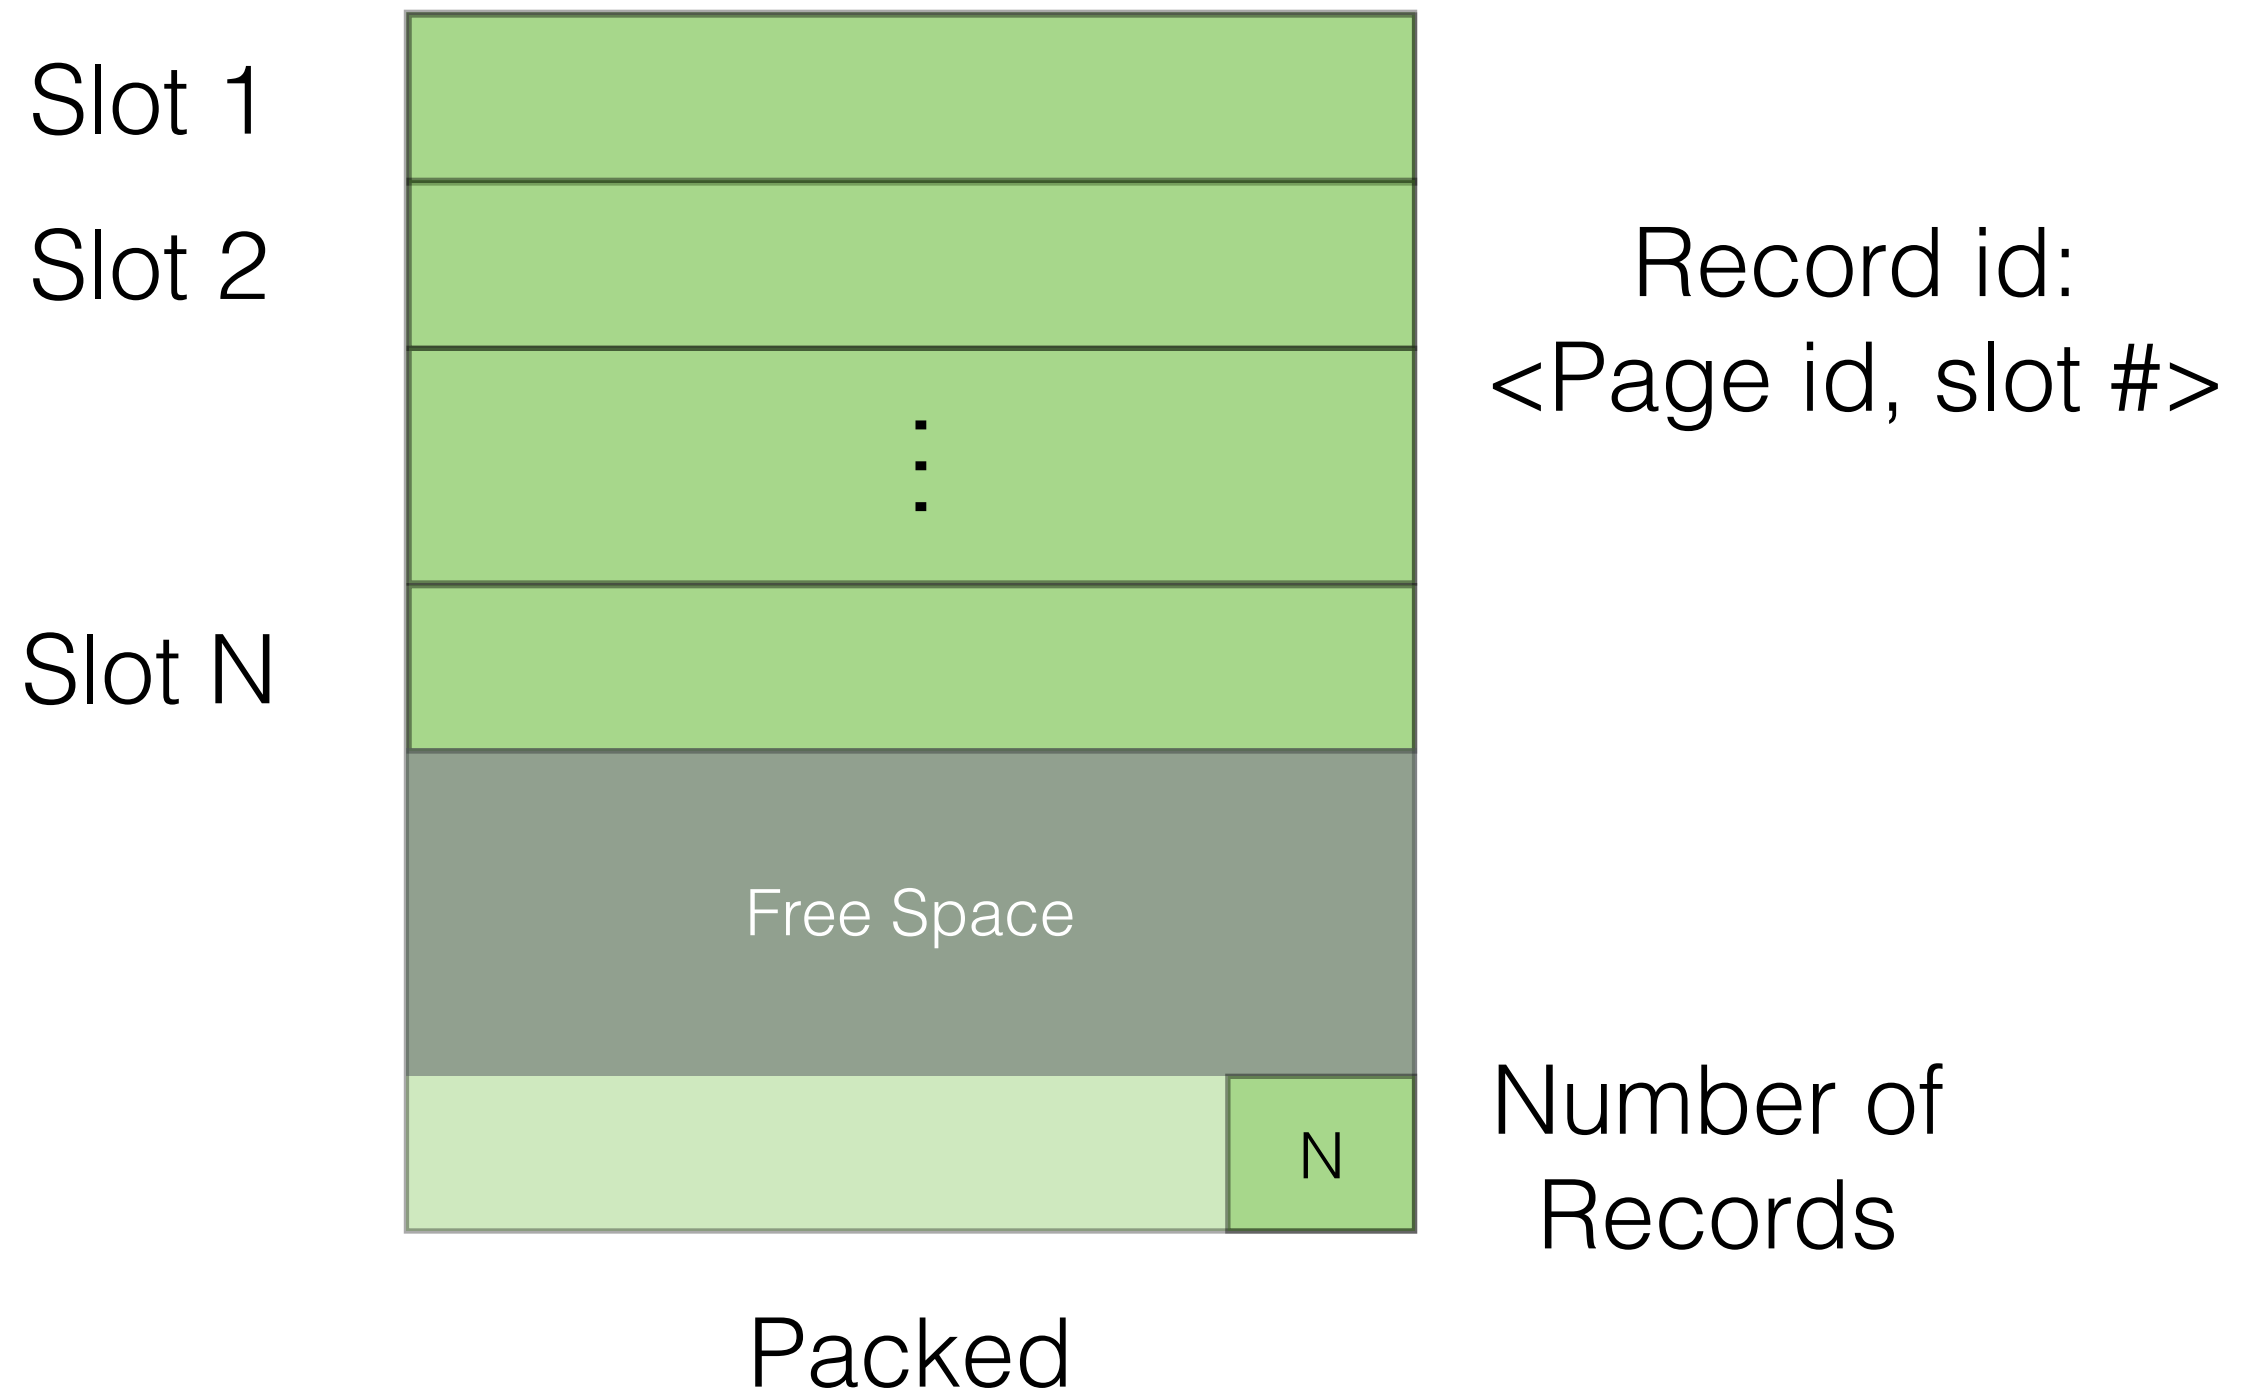 Slot 1
Slot 2
Record id:
<Page id, slot #>
Slot N
Free Space
N
Number of
Records
Packed